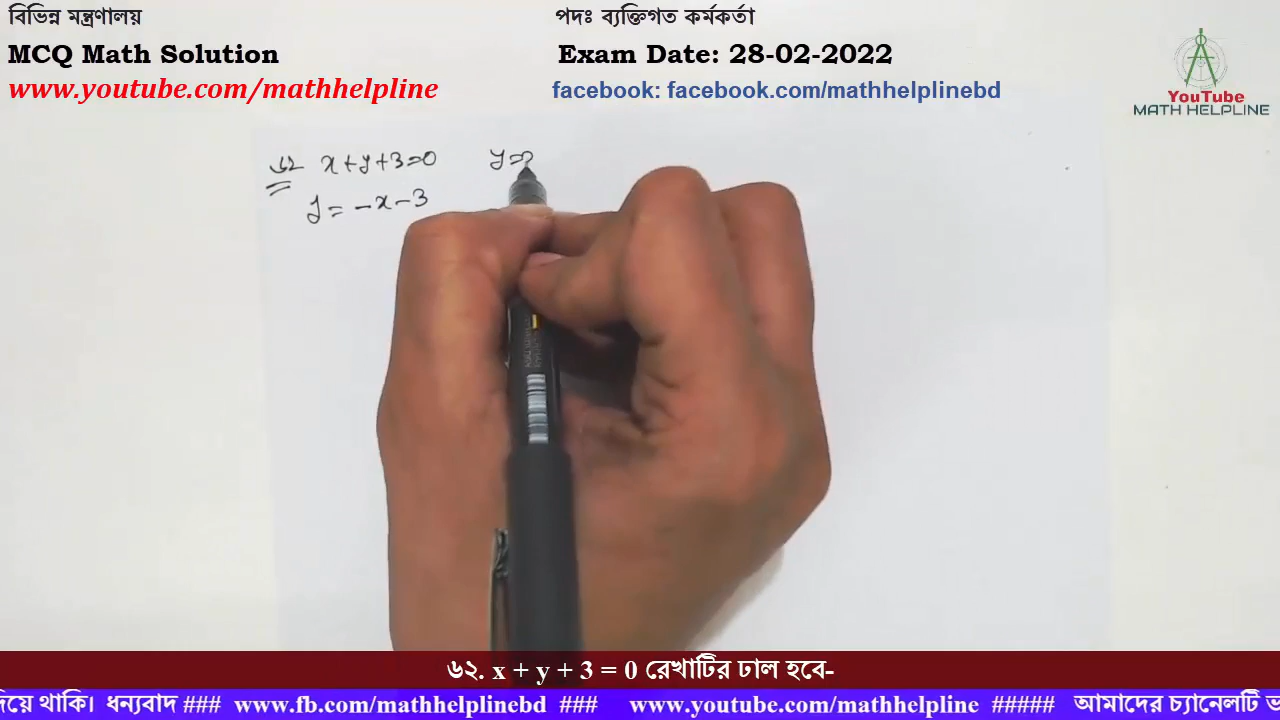 বিভিন্ন মন্ত্রণালয়
পদঃ ব্যক্তিগত কর্মকর্তা
MCQ Math Solution
Exam Date: 28-02-2022
www.youtube.com/mathhelpline
facebook: facebook.com/mathhelplinebd
YouTube
MATH HELPLINE
৬২ x + y + 3 = 0
y =
y = -x - 3
৬২. x + y + 3 = 0 রেখাটির ঢাল হবে-
দিয়ে থাকি। ধন্যবাদ ### www.fb.com/mathhelplinebd ### www.youtube.com/mathhelpline ##### আমাদের চ্যানেলটি